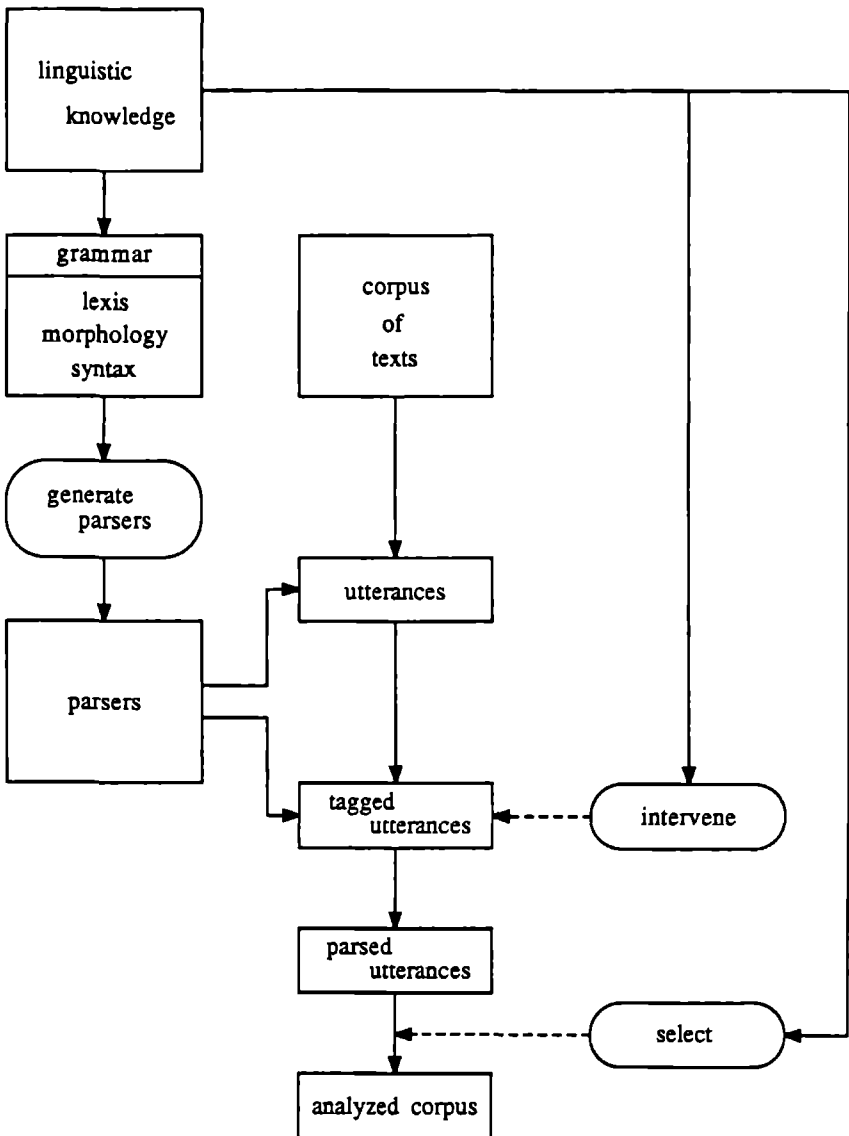 linguistic
knowledge
grammar
lexis
morphology
syntax
corpus
of
texts
generate
parsers
utterances
parsers
tagged
utterances
intervene
parsed
utterances
select
analyzed corpus